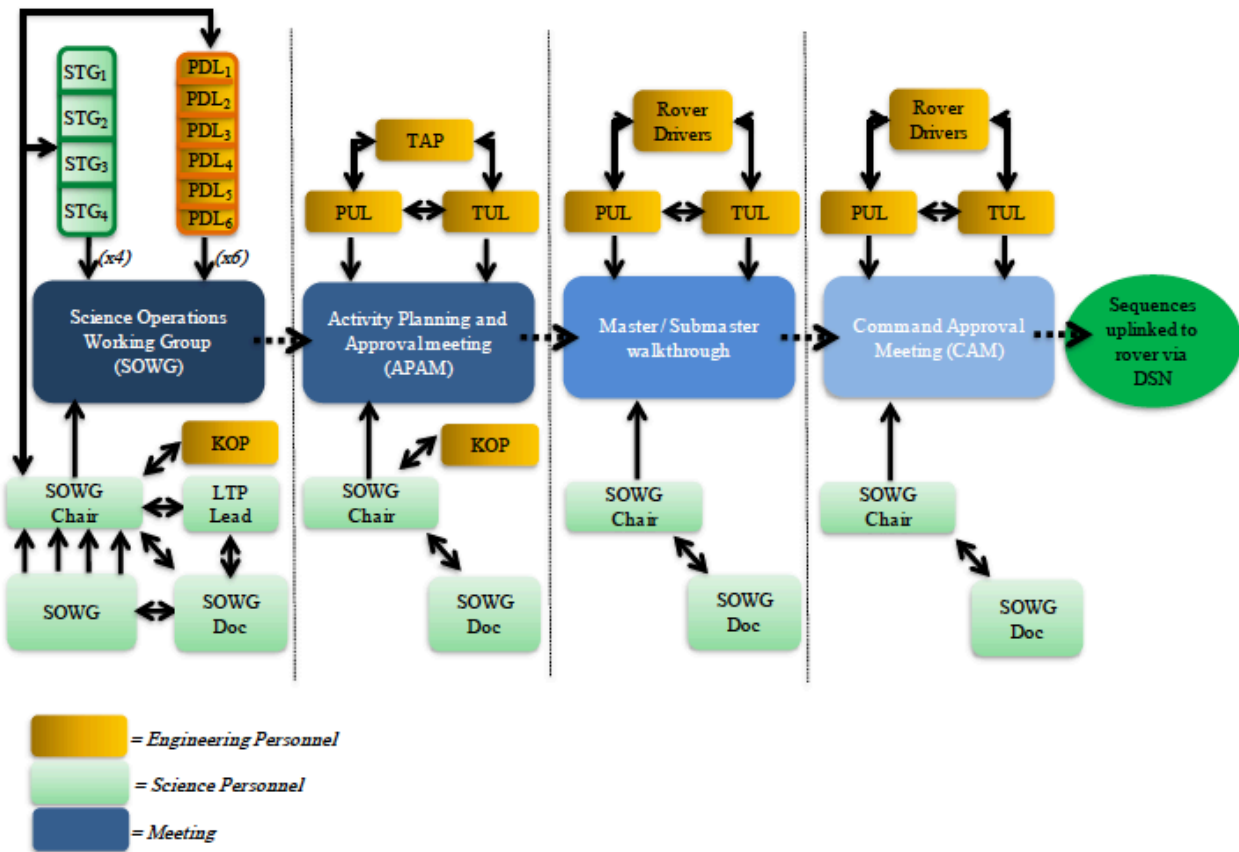 STG1
STG2
STG3
STG4
(x4)
PDL1
PDL2
PDL3
PDL4
PDL5
PDL6
(x6)
Science Operations
Working Group
(SOWG)
KOP
SOWG
Chair
LTP
Lead
SOWG
SOWG
Doc
TAP
PUL
TUL
Activity Planning and
Approval meeting
(APAM)
KOP
SOWG
Chair
SOWG
Doc
Rover
Drivers
PUL
TUL
Master / Submaster
walkthrough
SOWG
Chair
SOWG
Doc
Rover
Drivers
PUL
TUL
Command Approval
Meeting (CAM)
SOWG
Chair
SOWG
Doc
Sequences
uplinked to
rover via
DSN
= Engineering Personnel
= Science Personnel
= Meeting